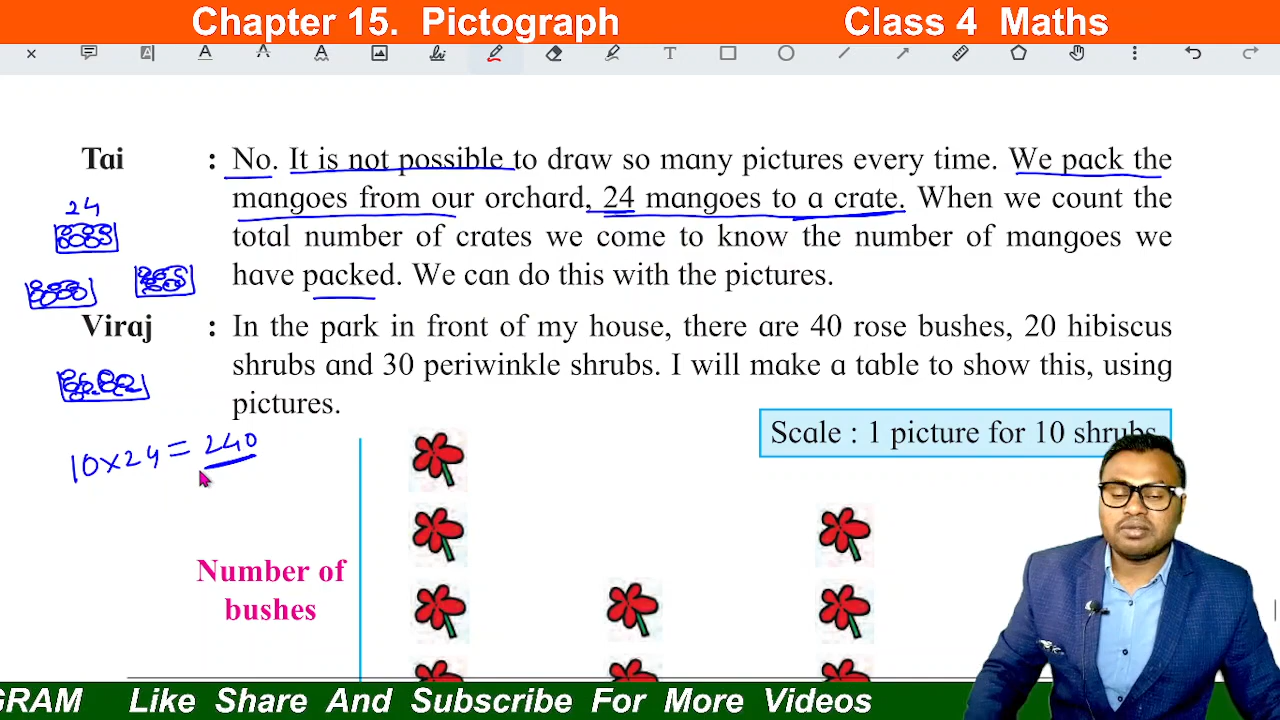 Chapter 15. Pictograph Class 4 Maths
Tai : No. It is not possible to draw so many pictures every time. We pack the
mangoes from our orchard, 24 mangoes to a crate. When we count the
total number of crates we come to know the number of mangoes we
have packed. We can do this with the pictures.
24
Viraj : In the park in front of my house, there are 40 rose bushes, 20 hibiscus
shrubs and 30 periwinkle shrubs. I will make a table to show this, using
pictures.
10×24 = 240
Scale : 1 picture for 10 shrubs
Number of
bushes
GRAM Like Share And Subscribe For More Videos